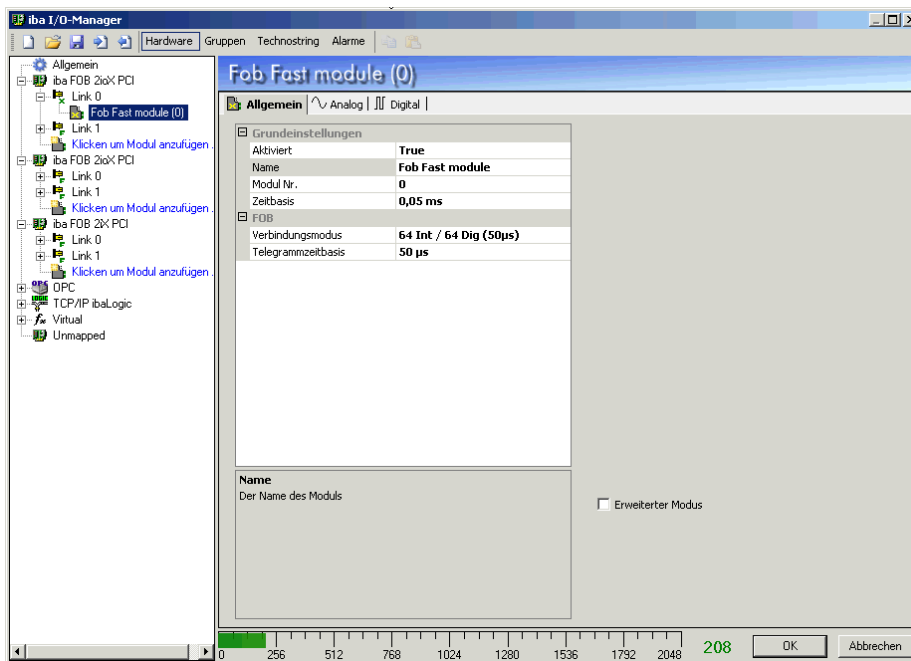 iba I/O-Manager
Hardware Gruppen Technostring Alarme
Allgemein
iba FOB 2ioX PCI
Link 0
Fob Fast module (0)
Link 1
Klicken um Modul anzufügen .
iba FOB 2ioX PCI
Link 0
Link 1
Klicken um Modul anzufügen .
iba FOB 2iX PCI
Link 0
Link 1
Klicken um Modul anzufügen .
OPC
TCP/IP ibaLogic
Virtual
Unmapped
Fob Fast module (0)
Allgemein Analog Digital
Grundeinstellungen
Aktiviert True
Name Fob Fast module
Modul Nr. 0
Zeitbasis 0,05 ms
FOB
Verbindungsmodus 64 Int / 64 Dig (50µs)
Telegrammzeitbasis 50 µs
Name
Der Name des Moduls
Erweiterter Modus
0 256 512 768 1024 1280 1536 1792 2048 208 OK Abbrechen